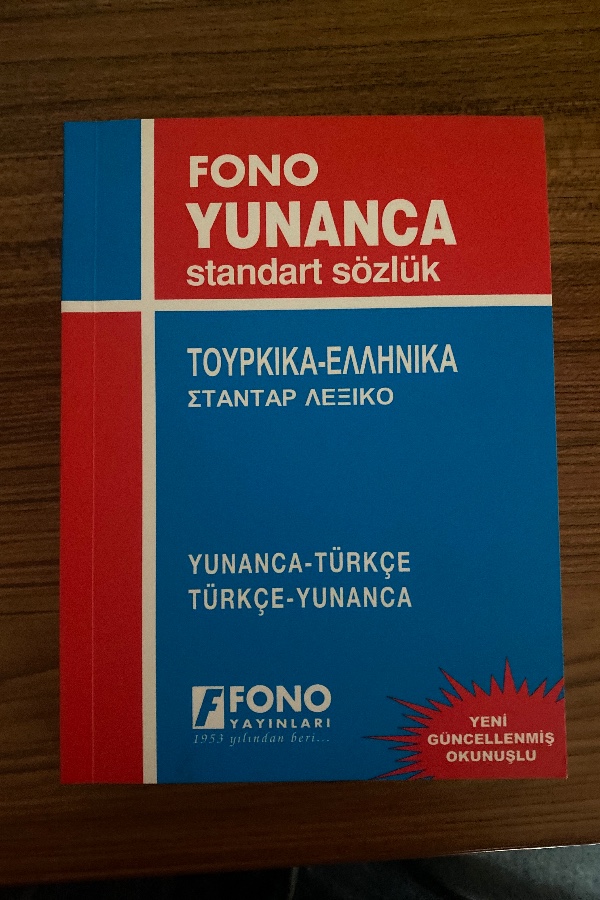 FONO
YUNANCA
standart sözlük
ΤΟΥΡΚΙΚΑ-ΕΛΛΗΝΙΚΑ
ΣΤΑΝΤΑΡ ΛΕΞΙΚΟ
YUNANCA-TÜRKÇE
TÜRKÇE-YUNANCA
F FONO
YAYINLARI
1953 yılından beri...
YENİ
GÜNCELLENMİŞ
OKUNUŞLU